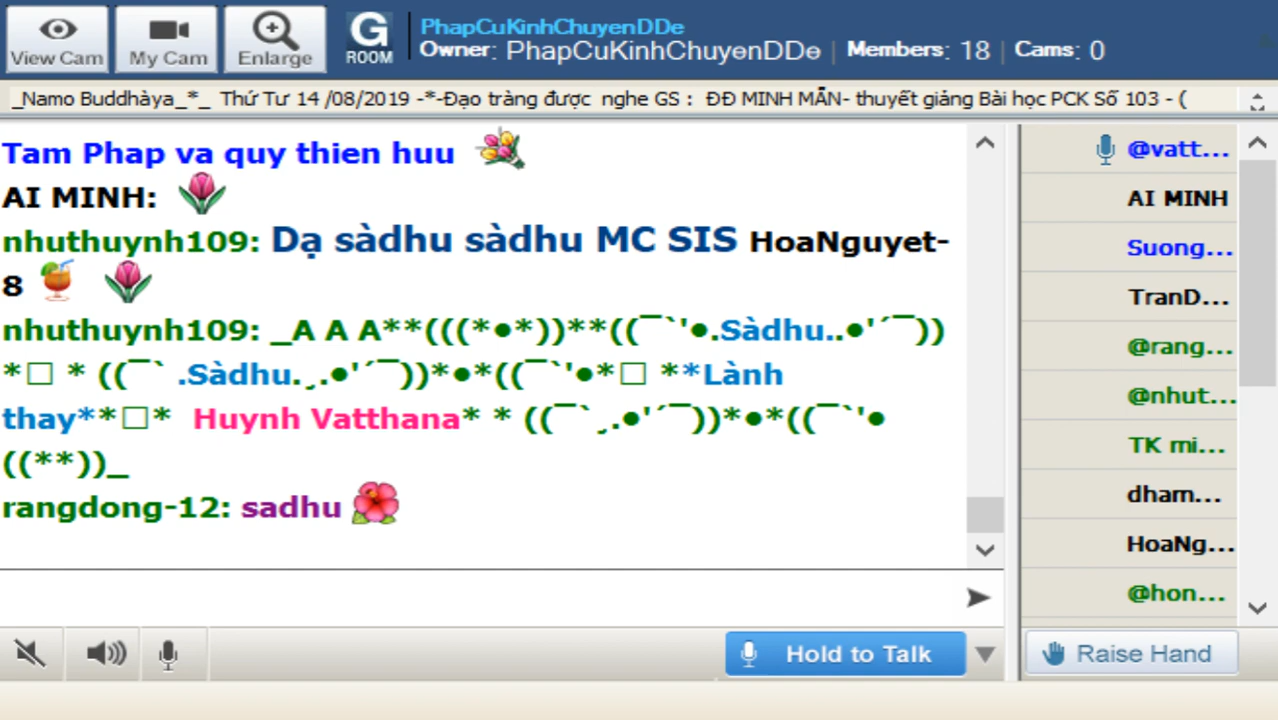 View Cam
My Cam
Enlarge
G ROOM
PhapCuKinhChuyenDDe
Owner: PhapCuKinhChuyenDDe | Members: 18 | Cams: 0
_Namo Buddhàya_*_ Thứ Tư 14 /08/2019 -*-Đạo tràng được nghe GS : ĐĐ MINH MẪN- thuyết giảng Bài học PCK Số 103 - (
Tam Phap va quy thien huu
AI MINH:
nhuthuynh109: Dạ sàdhu sàdhu MC SIS HoaNguyet-
8
nhuthuynh109: _A A A**(((*●*))**((¯`'●.Sàdhu..●'´¯))
*□ * ((¯` .Sàdhu.¸.●'´¯))*●*((¯`'●*□ **Lành
thay**□* Huynh Vatthana* * ((¯`¸.●'´¯))*●*((¯`'●
((**))_
rangdong-12: sadhu
@vatt...
AI MINH
Suong...
TranD...
@rang...
@nhut...
TK mi...
dham...
HoaNg...
@hon...
Hold to Talk
Raise Hand